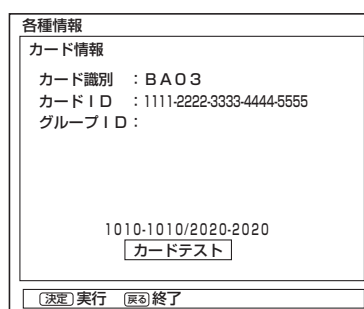 各種情報
カード情報
カード識別 ：ＢＡ０３
カードＩＤ ：1111-2222-3333-4444-5555
グループＩＤ：
1010-1010/2020-2020
カードテスト
決定 実行 戻る 終了